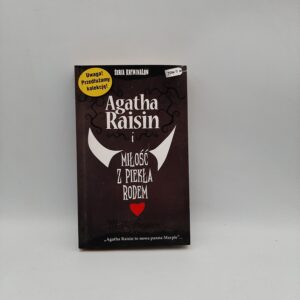 SERIA KRYMINAŁÓW
Uwaga!
Przedłużamy
kolekcję!
Agatha
Raisin
i
MIŁOŚĆ
Z PIEKŁA
RODEM
„Agatha Raisin to nowa panna Marple”.